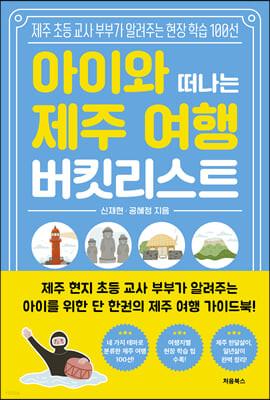 제주 초등 교사 부부가 알려주는 현장 학습 100선
아이와 떠나는
제주 여행
버킷리스트
신재현·공혜정 지음
제주 현지 초등 교사 부부가 알려주는
아이를 위한 단 한권의 제주 여행 가이드북!
네 가지 테마로
분류한 제주 여행
100선!
여행지별
현장 학습 팁
수록!
제주 한달살이,
일년살이
완벽 정리!
처음북스